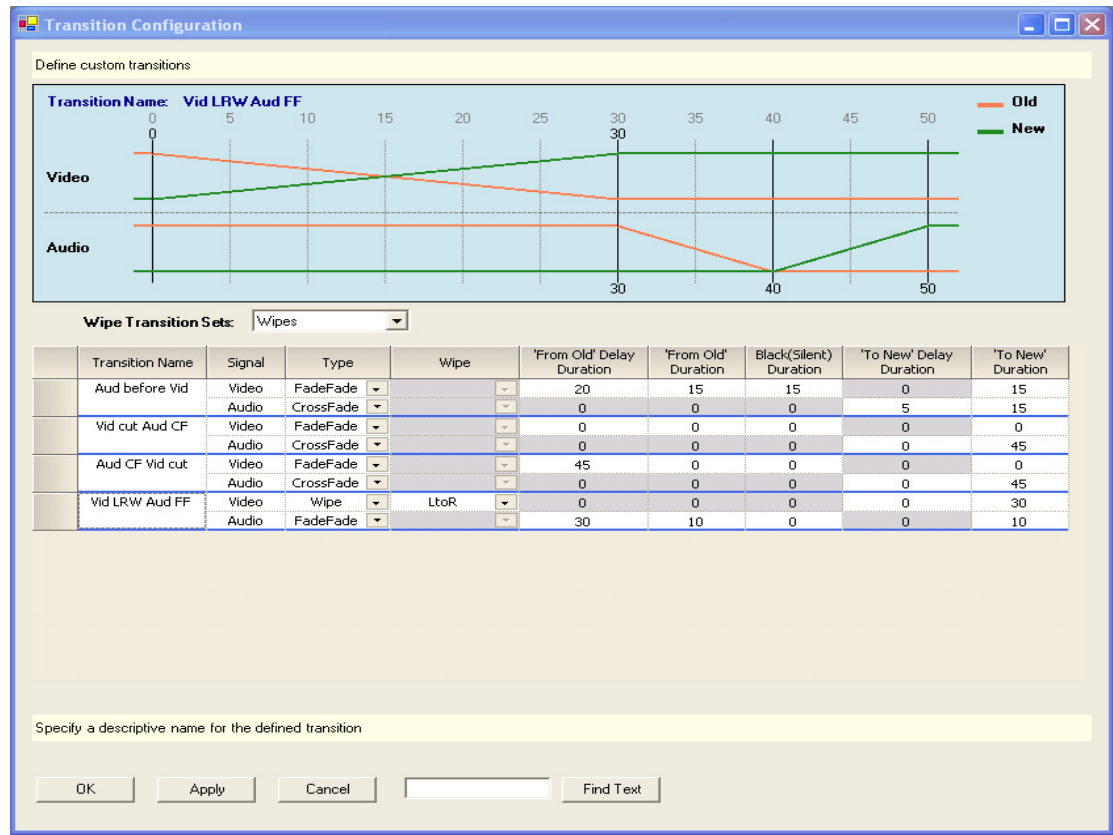 Transition Configuration
Define custom transitions
Transition Name: Vid LRW Aud FF
Old
New
0 5 10 15 20 25 30 35 40 45 50
0 30
Video
Audio
30 40 50
Wipe Transition Sets: Wipes
Transition Name Signal Type Wipe 'From Old' Delay Duration 'From Old' Duration Black(Silent) Duration 'To New' Delay Duration 'To New' Duration
Aud before Vid Video FadeFade 20 15 15 0 15
Audio CrossFade 0 0 0 5 15
Vid cut Aud CF Video FadeFade 0 0 0 0 0
Audio CrossFade 0 0 0 0 45
Aud CF Vid cut Video FadeFade 45 0 0 0 0
Audio CrossFade 0 0 0 0 45
Vid LRW Aud FF Video Wipe LtoR 0 0 0 0 30
Audio FadeFade 30 10 0 0 10
Specify a descriptive name for the defined transition
OK Apply Cancel Find Text